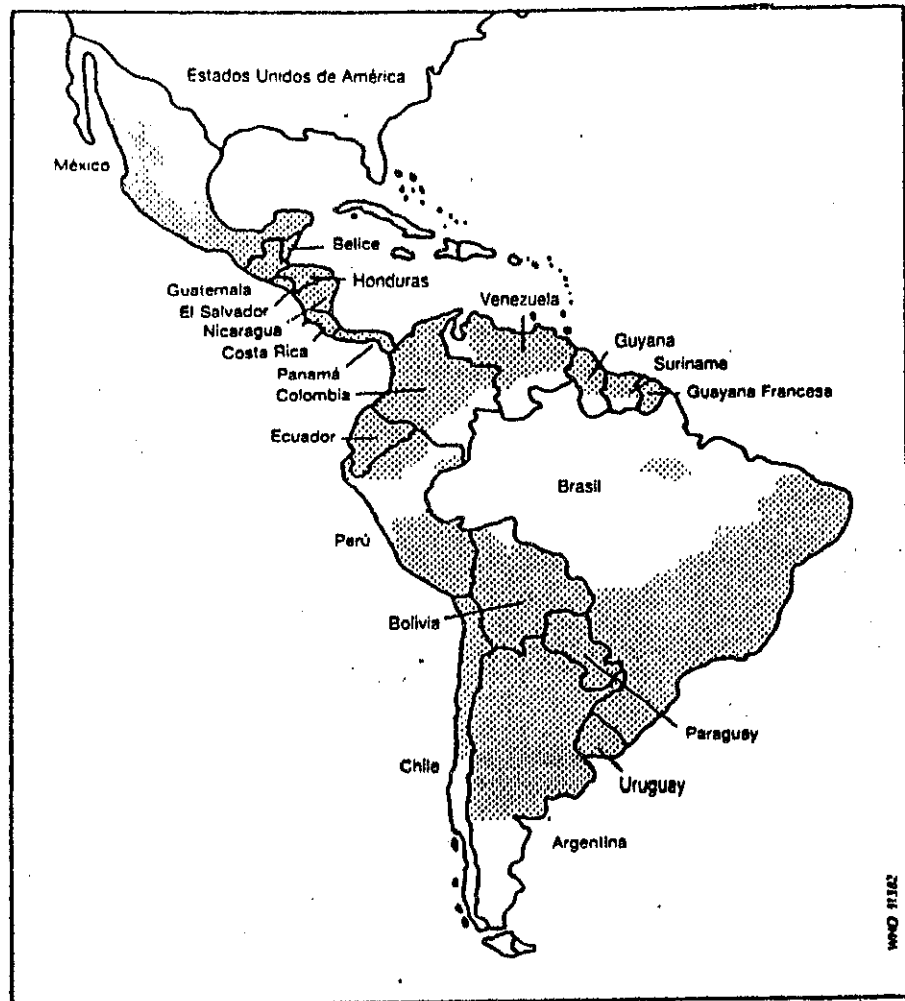 Estados Unidos de América
México
Belice
Honduras
Guatemala
El Salvador
Nicaragua
Costa Rica
Panamá
Colombia
Venezuela
Guyana
Suriname
Guayana Francesa
Ecuador
Brasil
Perú
Bolivia
Paraguay
Chile
Uruguay
Argentina
WHO 91382